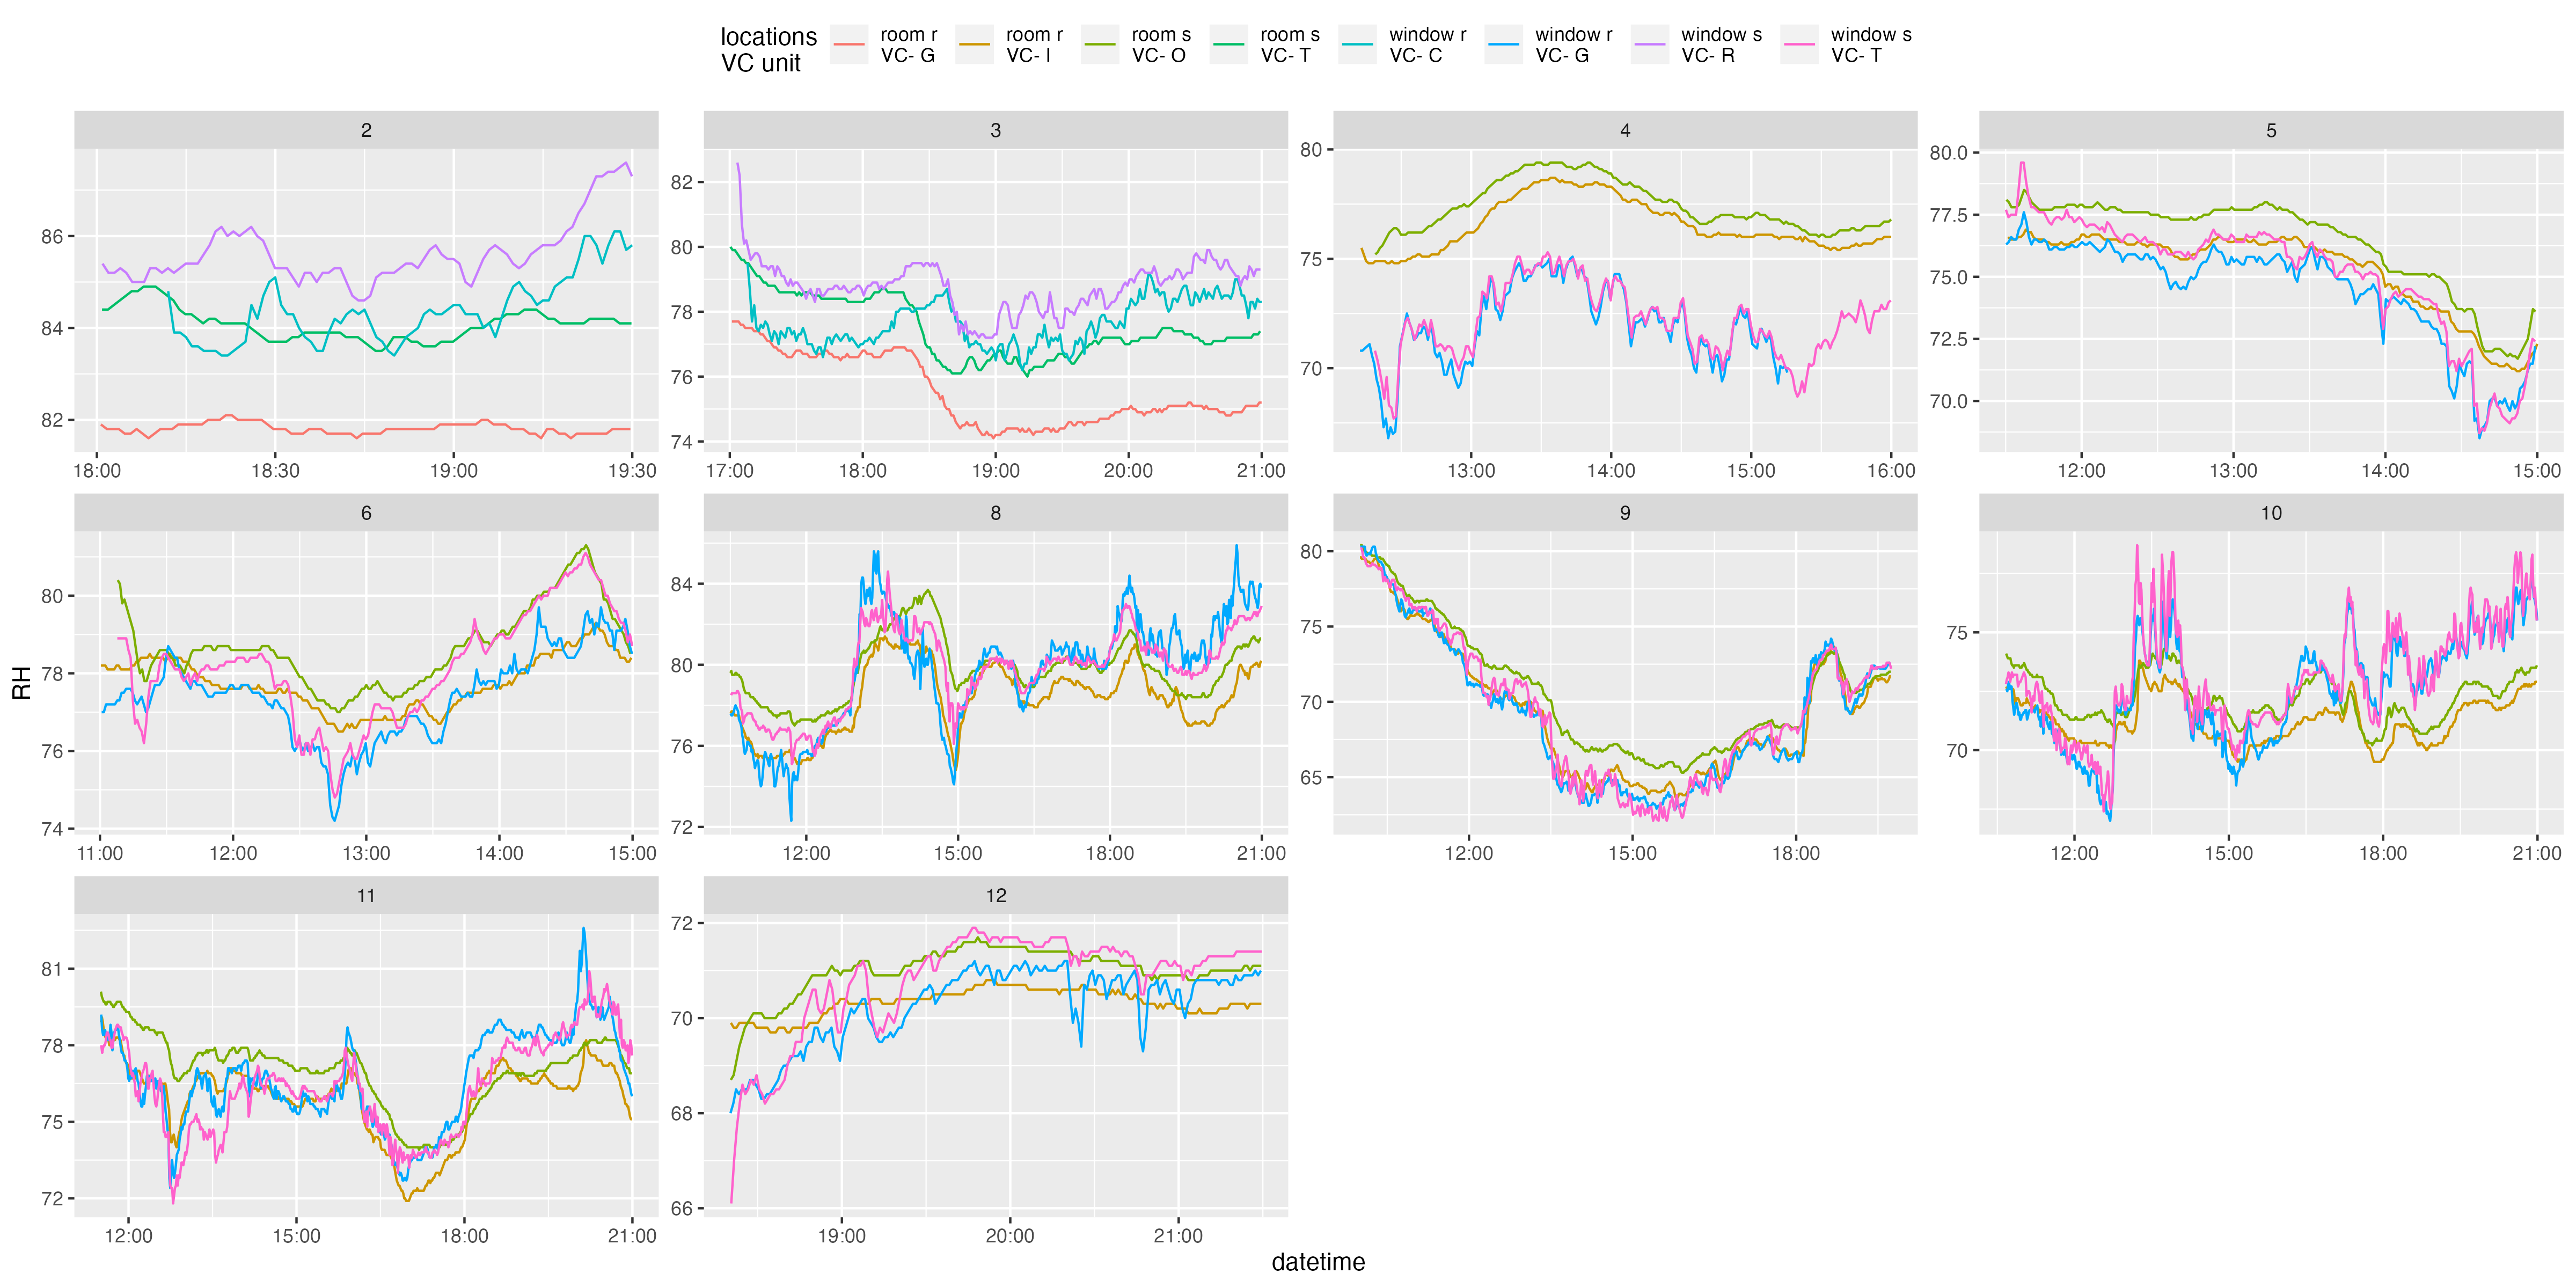 locations
VC unit
room r
VC- G
room r
VC- I
room s
VC- O
room s
VC- T
window r
VC- C
window r
VC- G
window s
VC- R
window s
VC- T
2
3
4
5
86
84
82
18:00 18:30 19:00 19:30
82
80
78
76
74
17:00 18:00 19:00 20:00 21:00
80
75
70
13:00 14:00 15:00 16:00
80.0
77.5
75.0
72.5
70.0
12:00 13:00 14:00 15:00
6
8
9
10
RH
80
78
76
74
11:00 12:00 13:00 14:00 15:00
84
80
76
72
12:00 15:00 18:00 21:00
80
75
70
65
12:00 15:00 18:00
75
70
12:00 15:00 18:00 21:00
11
12
81
78
75
72
12:00 15:00 18:00 21:00
72
70
68
66
19:00 20:00 21:00
datetime